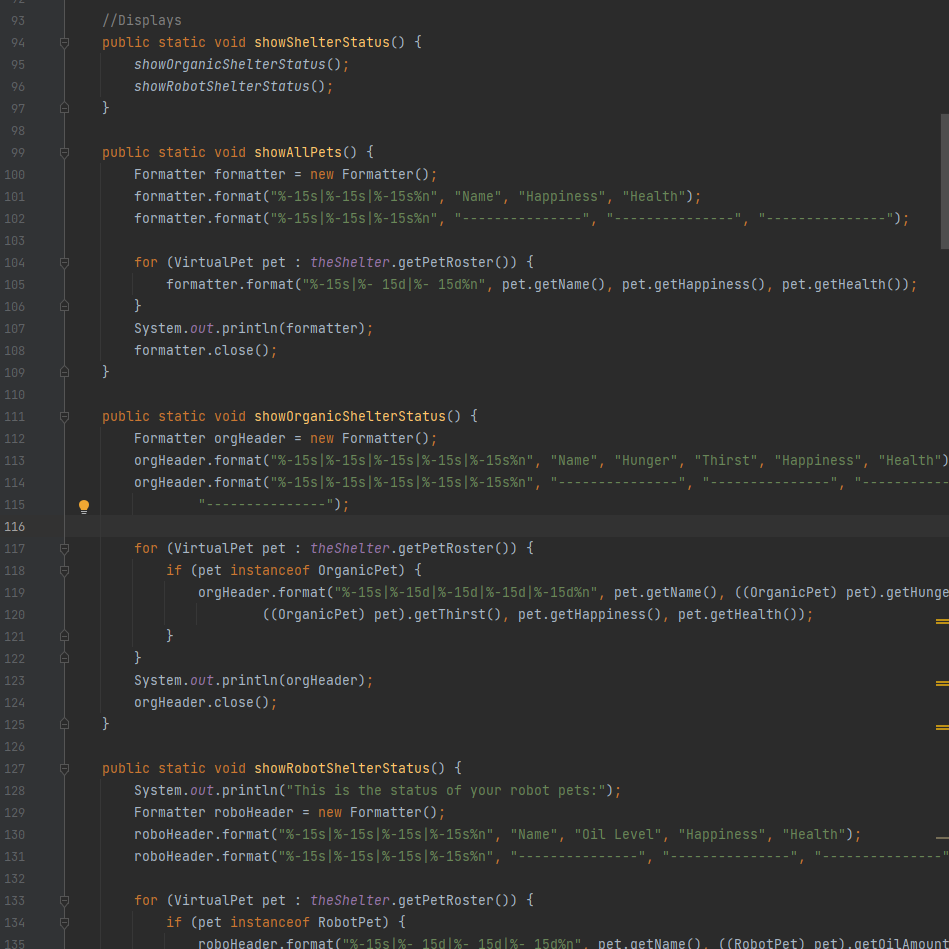 92
93 //Displays
94 public static void showShelterStatus() {
95 showOrganicShelterStatus();
96 showRobotShelterStatus();
97 }
98
99 public static void showAllPets() {
100 Formatter formatter = new Formatter();
101 formatter.format("%-15s|%-15s|%-15s%n", "Name", "Happiness", "Health");
102 formatter.format("%-15s|%-15s|%-15s%n", "---------------", "---------------", "---------------");
103
104 for (VirtualPet pet : theShelter.getPetRoster()) {
105 formatter.format("%-15s|%- 15d|%- 15d%n", pet.getName(), pet.getHappiness(), pet.getHealth());
106 }
107 System.out.println(formatter);
108 formatter.close();
109 }
110
111 public static void showOrganicShelterStatus() {
112 Formatter orgHeader = new Formatter();
113 orgHeader.format("%-15s|%-15s|%-15s|%-15s|%-15s%n", "Name", "Hunger", "Thirst", "Happiness", "Health")
114 orgHeader.format("%-15s|%-15s|%-15s|%-15s|%-15s%n", "---------------", "---------------", "-----------
115 "---------------");
116
117 for (VirtualPet pet : theShelter.getPetRoster()) {
118 if (pet instanceof OrganicPet) {
119 orgHeader.format("%-15s|%-15d|%-15d|%-15d|%-15d%n", pet.getName(), ((OrganicPet) pet).getHunge
120 ((OrganicPet) pet).getThirst(), pet.getHappiness(), pet.getHealth());
121 }
122 }
123 System.out.println(orgHeader);
124 orgHeader.close();
125 }
126
127 public static void showRobotShelterStatus() {
128 System.out.println("This is the status of your robot pets:");
129 Formatter roboHeader = new Formatter();
130 roboHeader.format("%-15s|%-15s|%-15s|%-15s%n", "Name", "Oil Level", "Happiness", "Health");
131 roboHeader.format("%-15s|%-15s|%-15s|%-15s%n", "---------------", "---------------", "---------------"
132
133 for (VirtualPet pet : theShelter.getPetRoster()) {
134 if (pet instanceof RobotPet) {
135 roboHeader.format("%-15s|%- 15d|%- 15d|%- 15d%n", pet.getName(), ((RobotPet) pet).getOilAmount